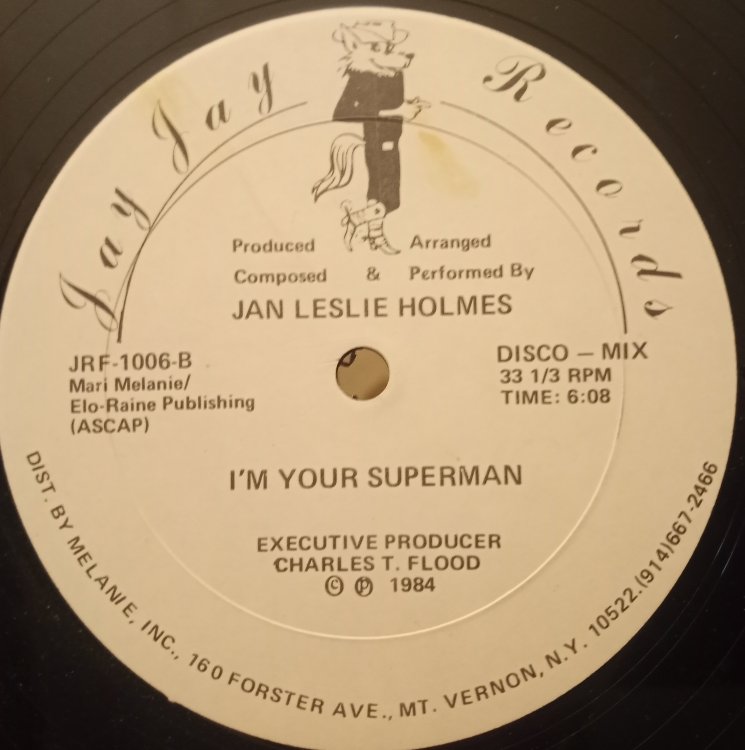 Jay Jay Records
Produced Arranged
Composed & Performed By
JAN LESLIE HOLMES
JRF-1006-B
Mari Melanie/
Elo-Raine Publishing
(ASCAP)
DISCO — MIX
33 1/3 RPM
TIME: 6:08
I'M YOUR SUPERMAN
EXECUTIVE PRODUCER
CHARLES T. FLOOD
© ℗ 1984
DIST. BY MELANIE, INC., 160 FORSTER AVE., MT. VERNON, N.Y. 10522.(914)667-2466